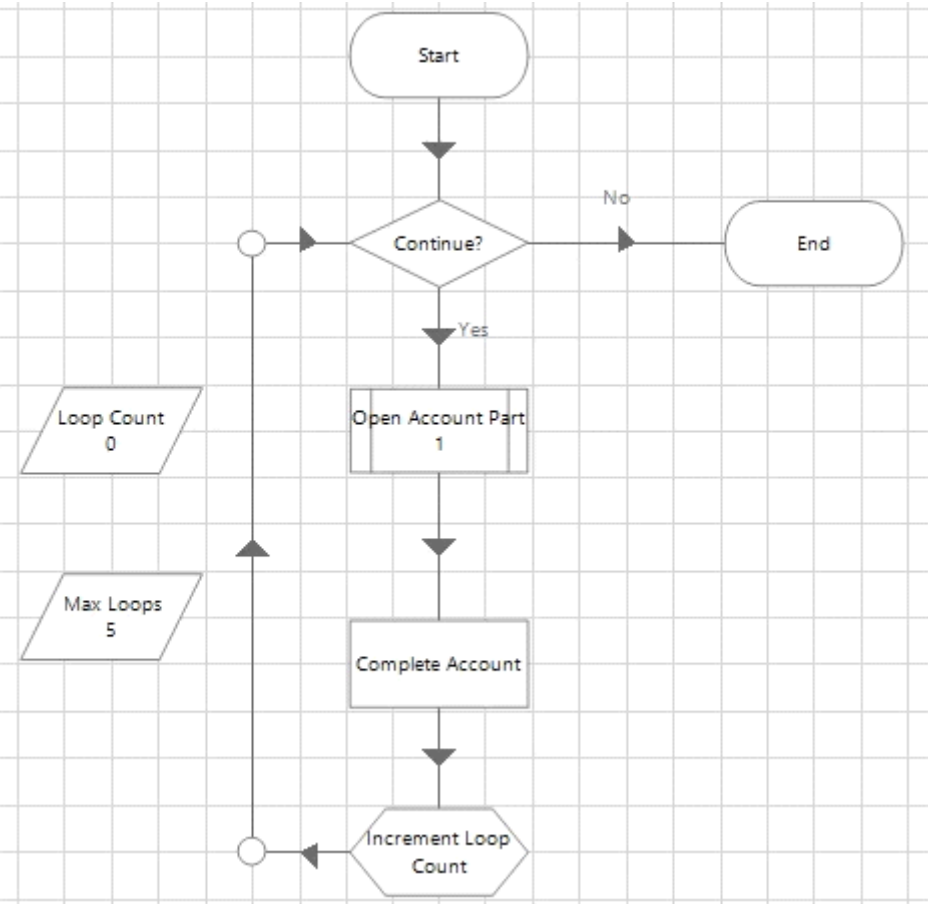 Start
No
Continue?
End
Yes
Loop Count
0
Open Account Part
1
Max Loops
5
Complete Account
Increment Loop
Count